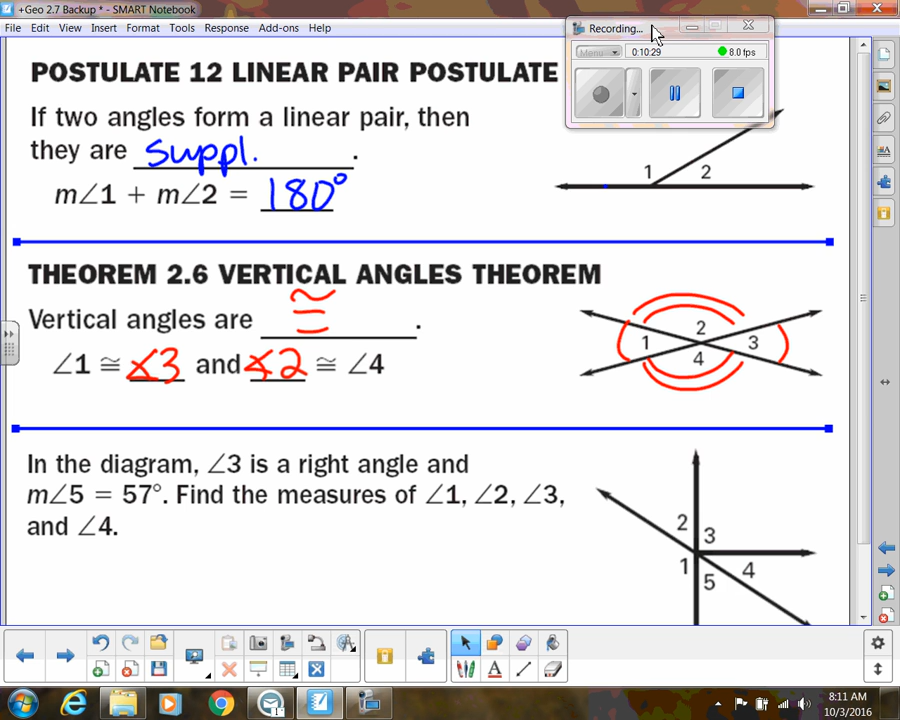 +Geo 2.7 Backup * - SMART Notebook
File Edit View Insert Format Tools Response Add-ons Help
Recording...
Menu 0:10:29 8.0 fps
POSTULATE 12 LINEAR PAIR POSTULATE
If two angles form a linear pair, then
they are suppl.
m∠1 + m∠2 = 180°
1 2
THEOREM 2.6 VERTICAL ANGLES THEOREM
Vertical angles are ≅.
∠1 ≅ ∡3 and ∡2 ≅ ∠4
2
1 3
4
In the diagram, ∠3 is a right angle and
m∠5 = 57°. Find the measures of ∠1, ∠2, ∠3,
and ∠4.
2 3
1 4
5
8:11 AM
10/3/2016